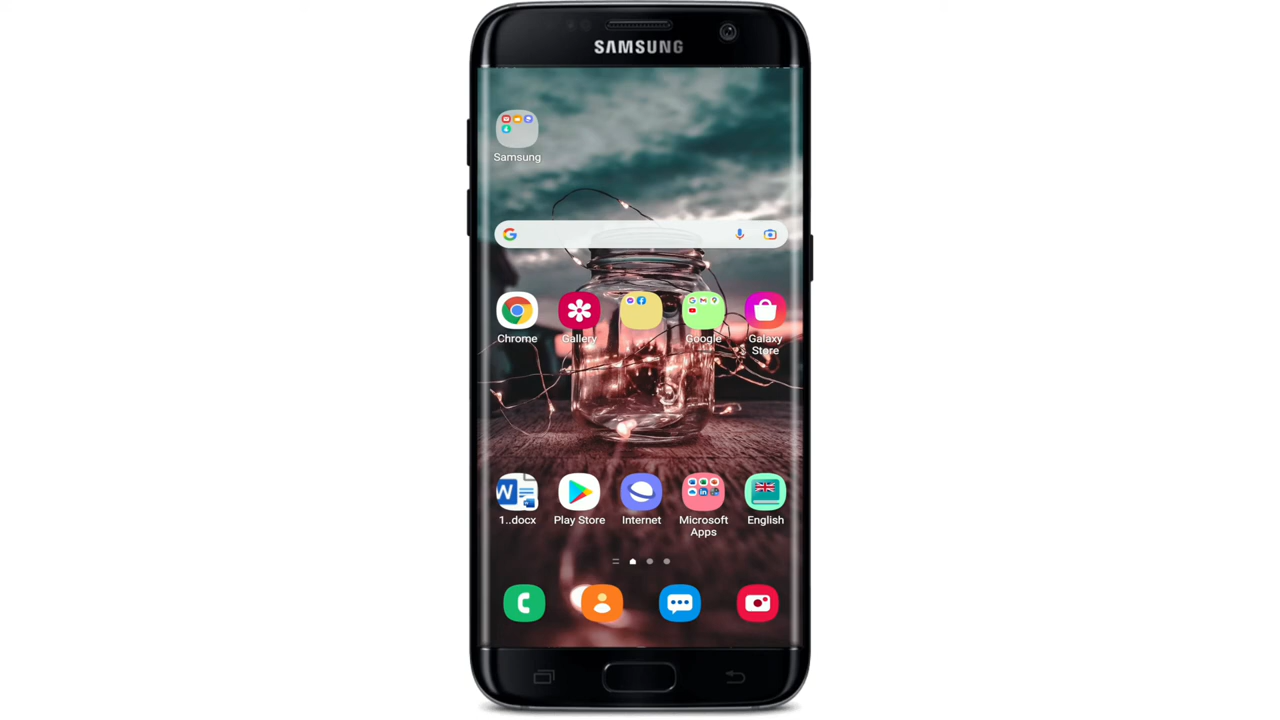 SAMSUNG
Samsung
Chrome
Gallery
Google
Galaxy
Store
1..docx
Play Store
Internet
Microsoft
Apps
English